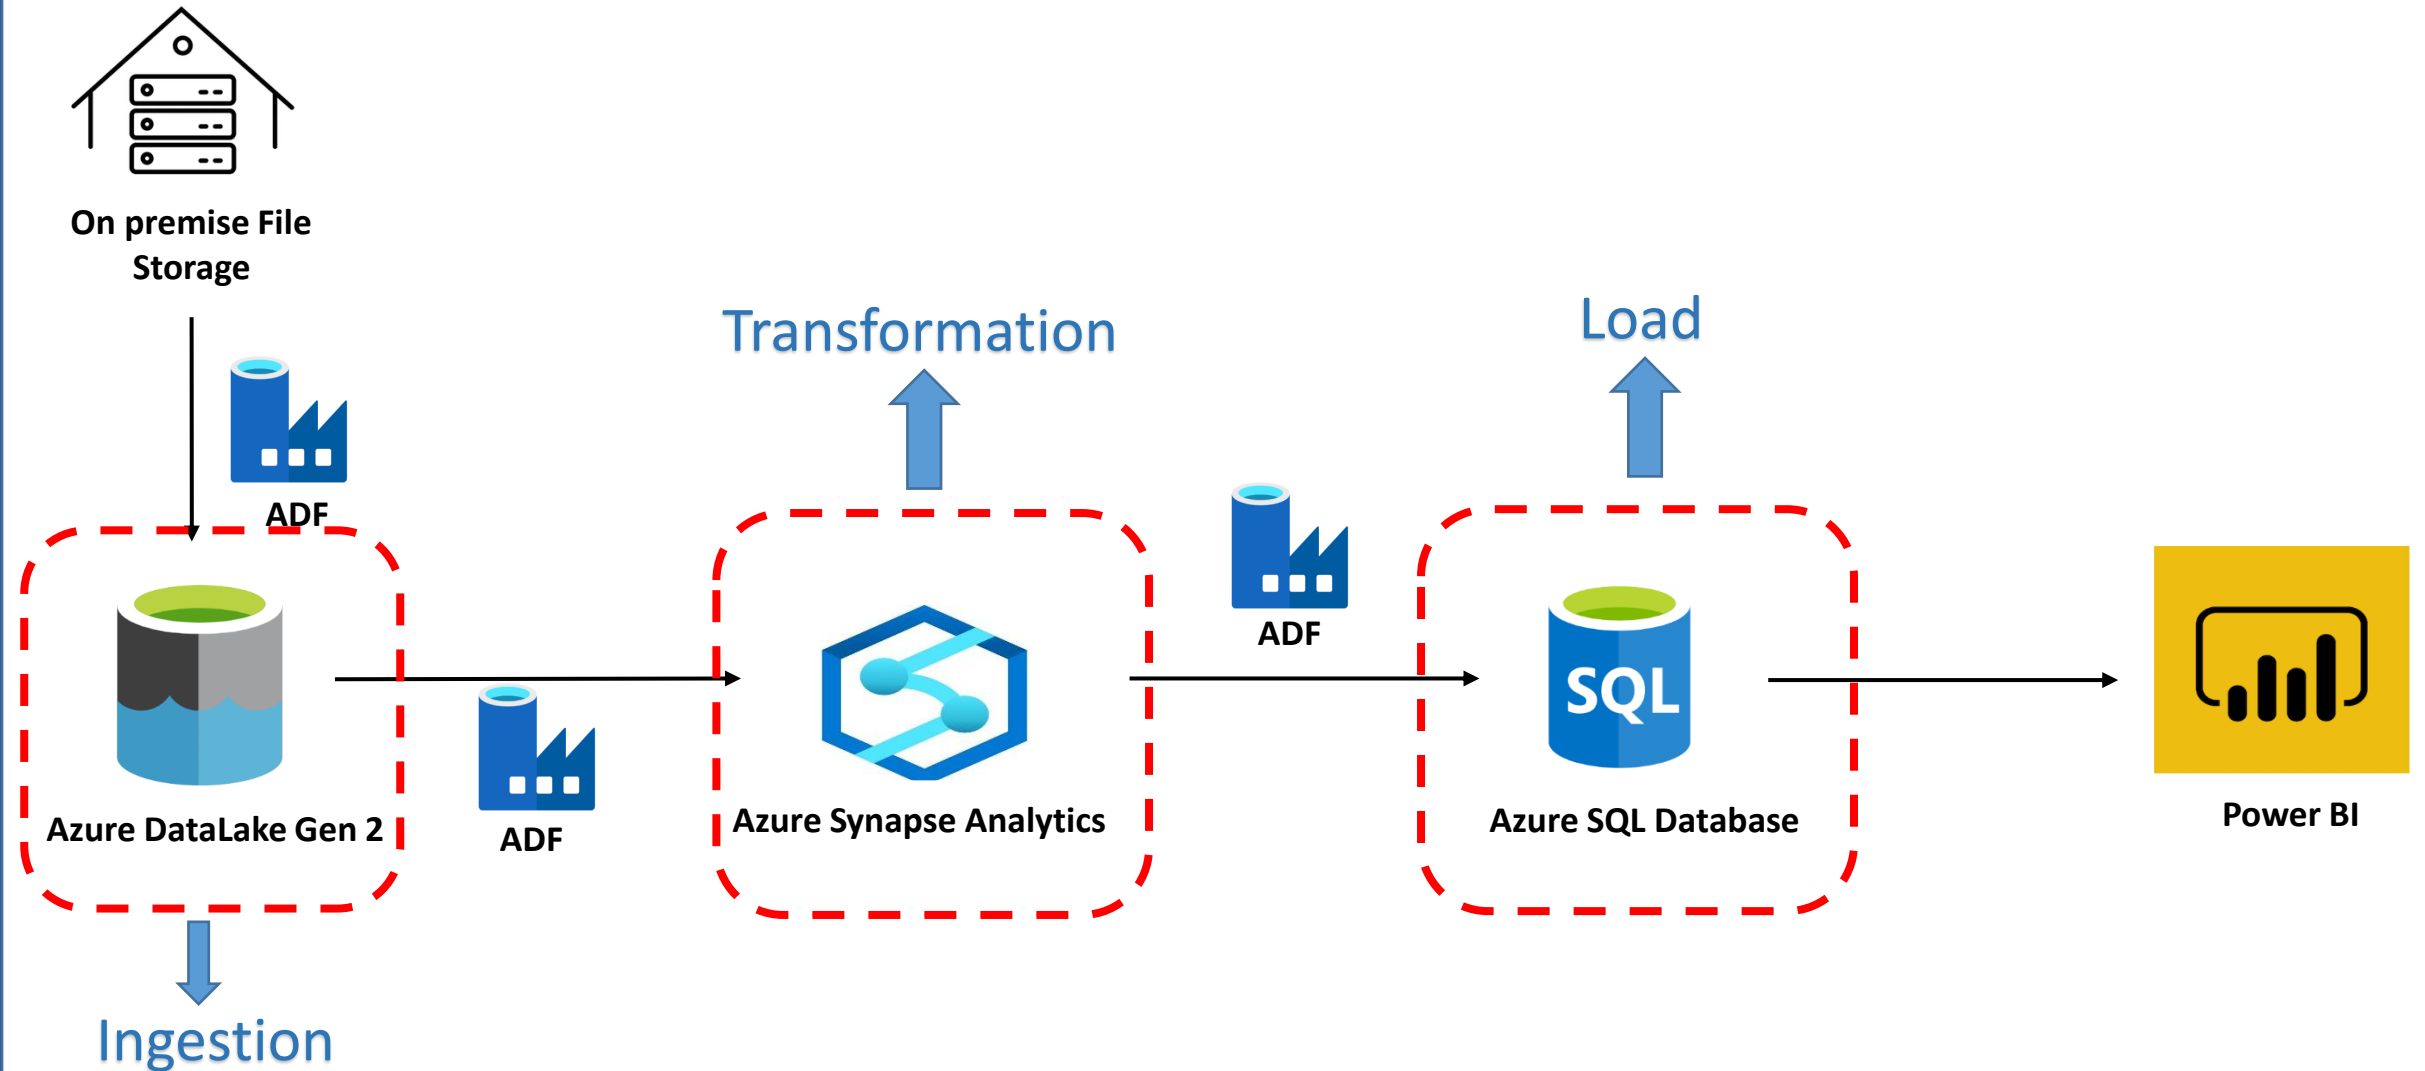 On premise File
Storage
ADF
Azure DataLake Gen 2
Ingestion
ADF
Transformation
Azure Synapse Analytics
ADF
Load
SQL
Azure SQL Database
Power BI